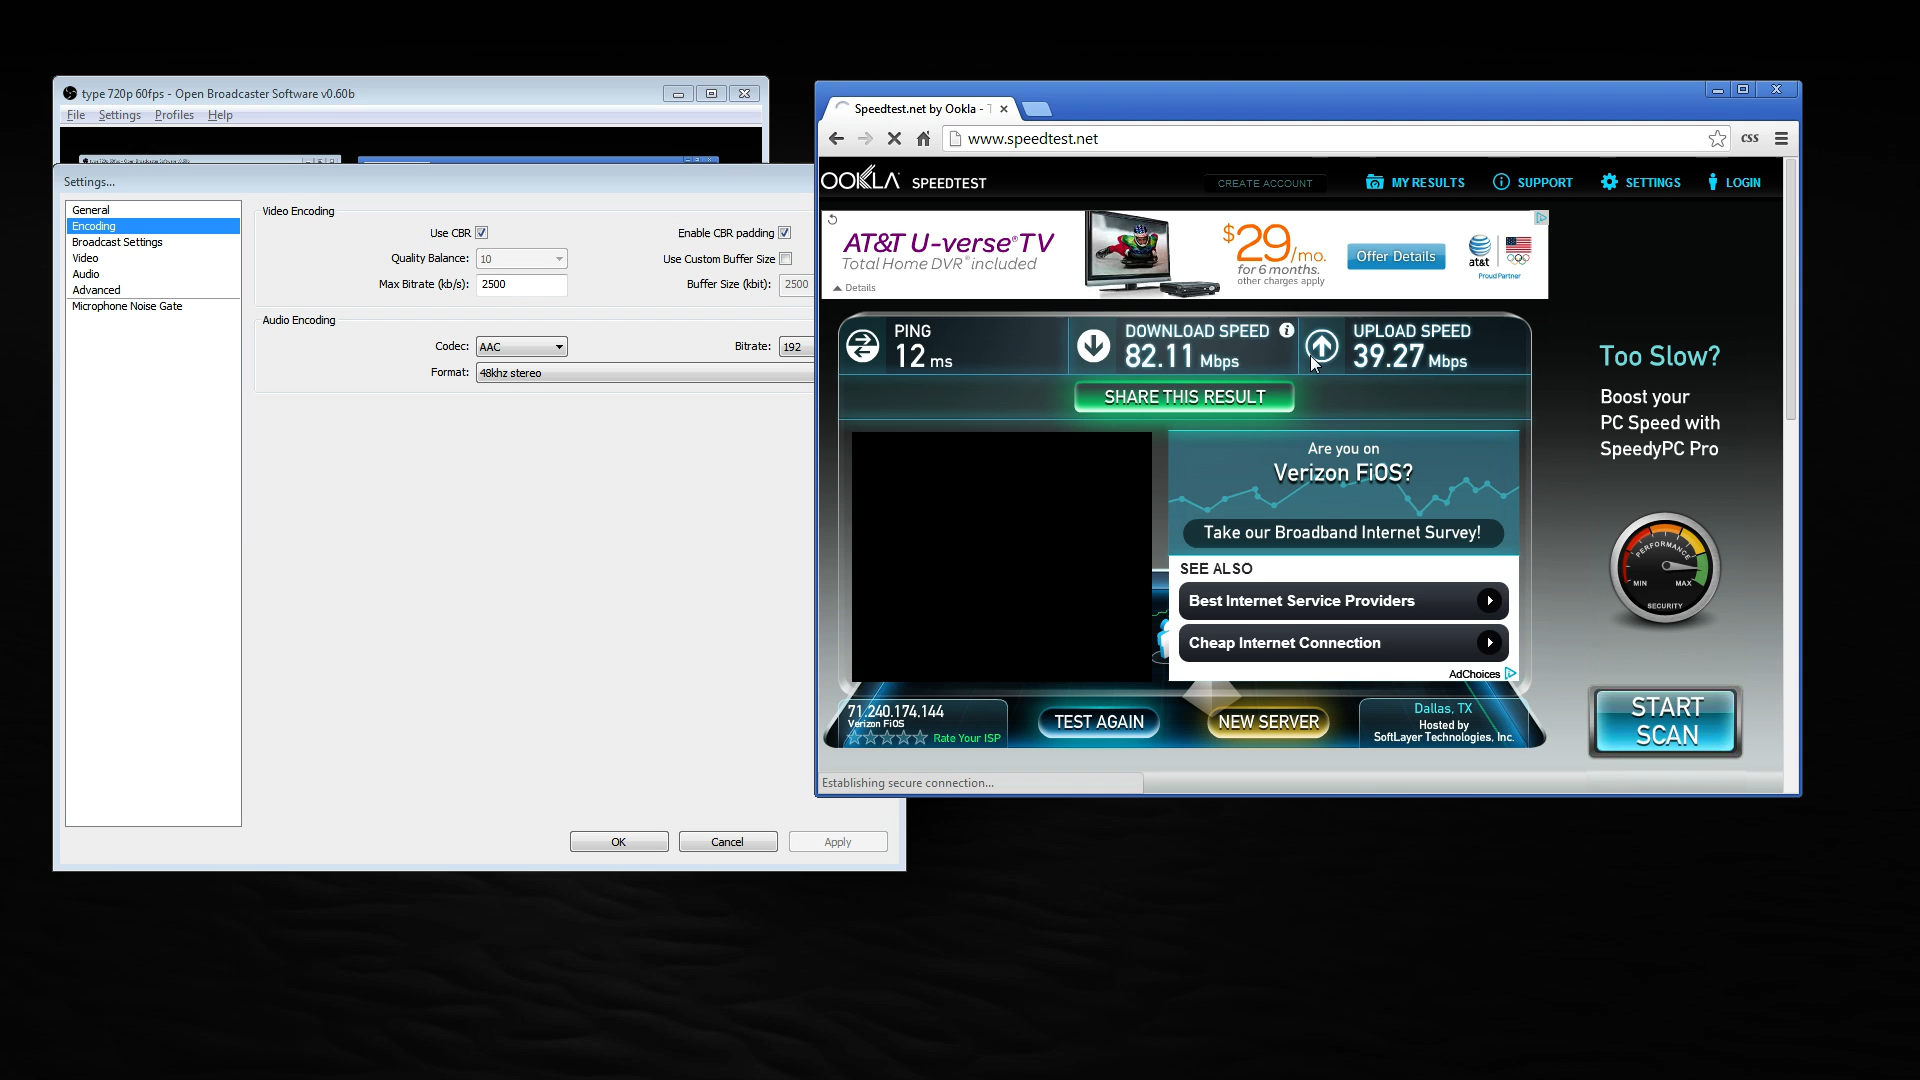 type 720p 60fps - Open Broadcaster Software v0.60b
File Settings Profiles Help
Settings...
General
Encoding
Broadcast Settings
Video
Audio
Advanced
Microphone Noise Gate
Video Encoding
Use CBR
Enable CBR padding
Quality Balance: 10
Use Custom Buffer Size
Max Bitrate (kb/s): 2500
Buffer Size (kbit): 2500
Audio Encoding
Codec: AAC
Bitrate: 192
Format: 48khz stereo
OK
Cancel
Apply
Speedtest.net by Ookla - T
www.speedtest.net
css
OOKLA SPEEDTEST
CREATE ACCOUNT
MY RESULTS
SUPPORT
SETTINGS
LOGIN
AT&T U-verse® TV
Total Home DVR® included
Details
$29/mo.
for 6 months.
other charges apply
Offer Details
at&t
Proud Partner
PING
12 ms
DOWNLOAD SPEED
82.11 Mbps
UPLOAD SPEED
39.27 Mbps
SHARE THIS RESULT
Are you on
Verizon FiOS?
Take our Broadband Internet Survey!
SEE ALSO
Best Internet Service Providers
Cheap Internet Connection
AdChoices
71.240.174.144
Verizon FiOS
Rate Your ISP
TEST AGAIN
NEW SERVER
Dallas, TX
Hosted by
SoftLayer Technologies, Inc.
Establishing secure connection...
Too Slow?
Boost your
PC Speed with
SpeedyPC Pro
PERFORMANCE
MIN MAX
SECURITY
START
SCAN